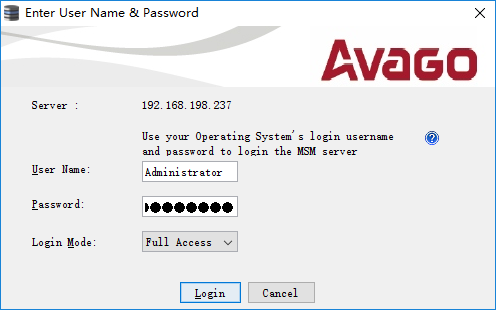 Enter User Name & Password
AVAGO
Server : 192.168.198.237
Use your Operating System's login username
and password to login the MSM server
User Name: Administrator
Password:
Login Mode: Full Access
Login Cancel